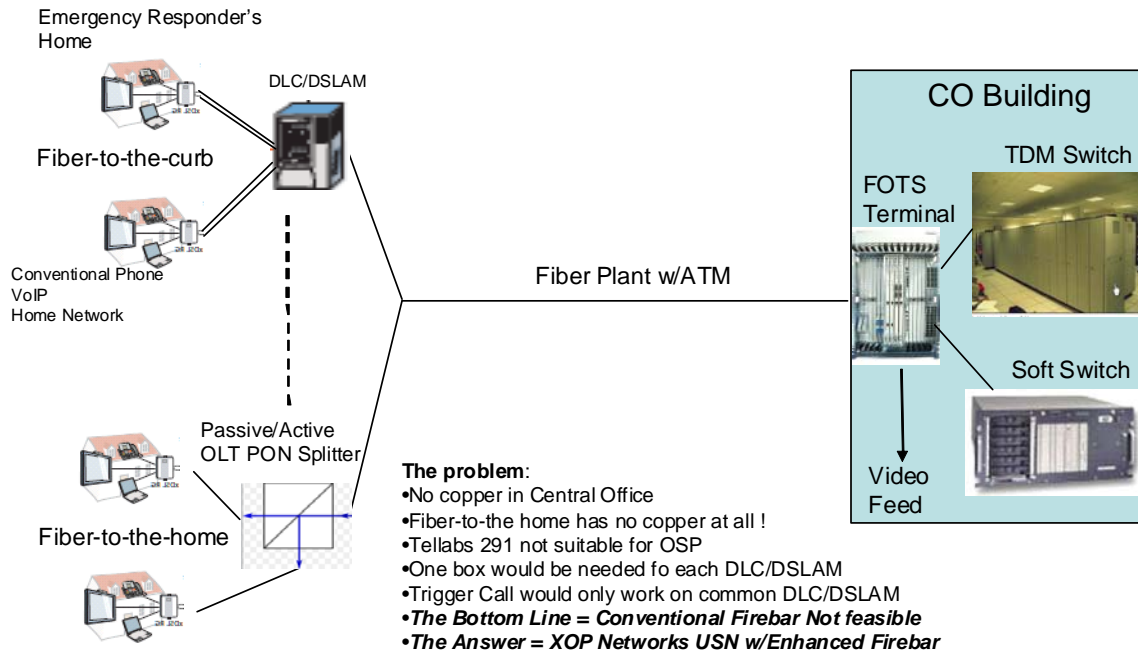 Emergency Responder's
Home
DLC/DSLAM
Fiber-to-the-curb
Conventional Phone
VoIP
Home Network
Passive/Active
OLT PON Splitter
Fiber-to-the-home
Fiber Plant w/ATM
CO Building
TDM Switch
FOTS
Terminal
Soft Switch
Video
Feed
The problem:
•No copper in Central Office
•Fiber-to-the home has no copper at all !
•Tellabs 291 not suitable for OSP
•One box would be needed fo each DLC/DSLAM
•Trigger Call would only work on common DLC/DSLAM
•The Bottom Line = Conventional Firebar Not feasible
•The Answer = XOP Networks USN w/Enhanced Firebar